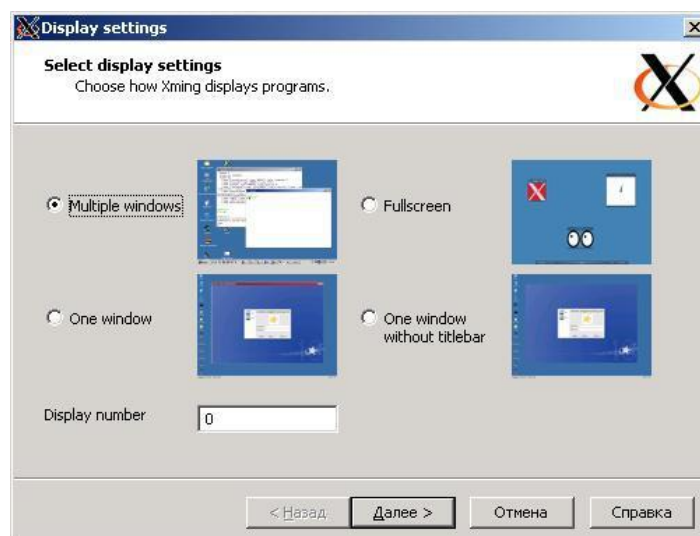 Display settings
Select display settings
Choose how Xming displays programs.
Multiple windows
Fullscreen
One window
One window
without titlebar
Display number
0
< Назад
Далее >
Отмена
Справка